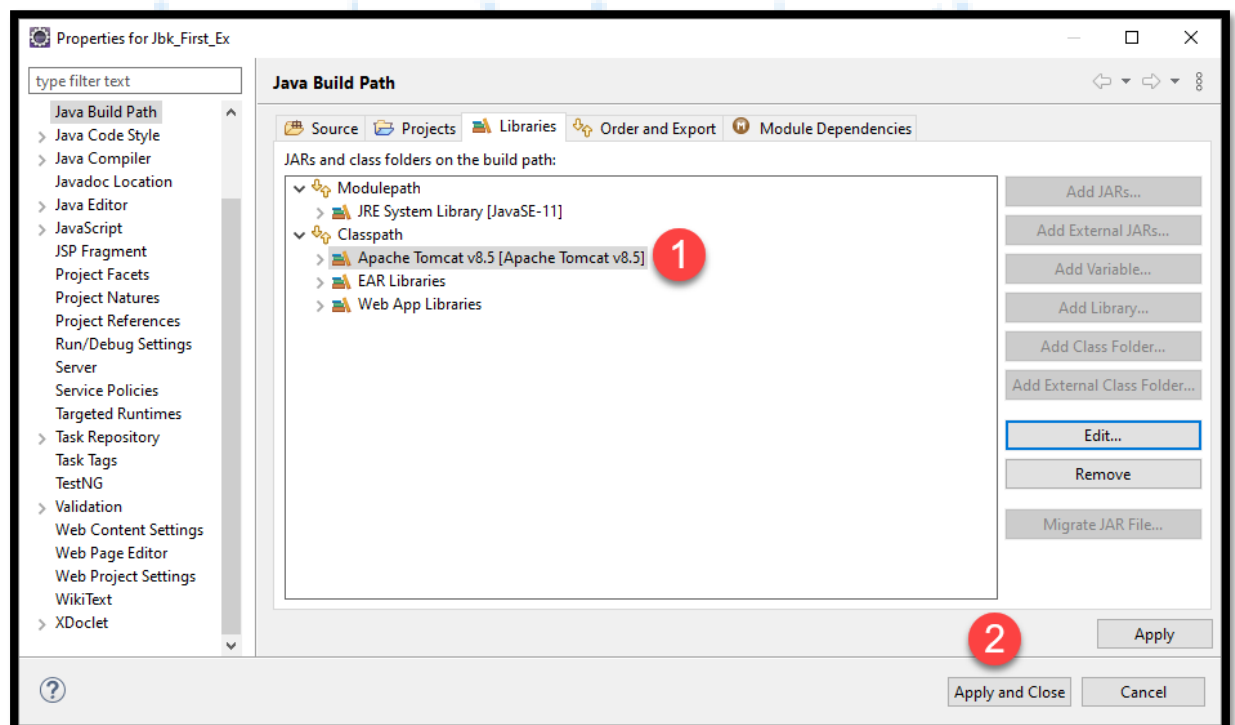 Properties for Jbk_First_Ex
type filter text
Java Build Path
Java Code Style
Java Compiler
Javadoc Location
Java Editor
JavaScript
JSP Fragment
Project Facets
Project Natures
Project References
Run/Debug Settings
Server
Service Policies
Targeted Runtimes
Task Repository
Task Tags
TestNG
Validation
Web Content Settings
Web Page Editor
Web Project Settings
WikiText
XDoclet
Java Build Path
Source Projects Libraries Order and Export Module Dependencies
JARs and class folders on the build path:
Modulepath
JRE System Library [JavaSE-11]
Classpath
Apache Tomcat v8.5 [Apache Tomcat v8.5] 1
EAR Libraries
Web App Libraries
Add JARs...
Add External JARs...
Add Variable...
Add Library...
Add Class Folder...
Add External Class Folder...
Edit...
Remove
Migrate JAR File...
Apply
2
Apply and Close Cancel